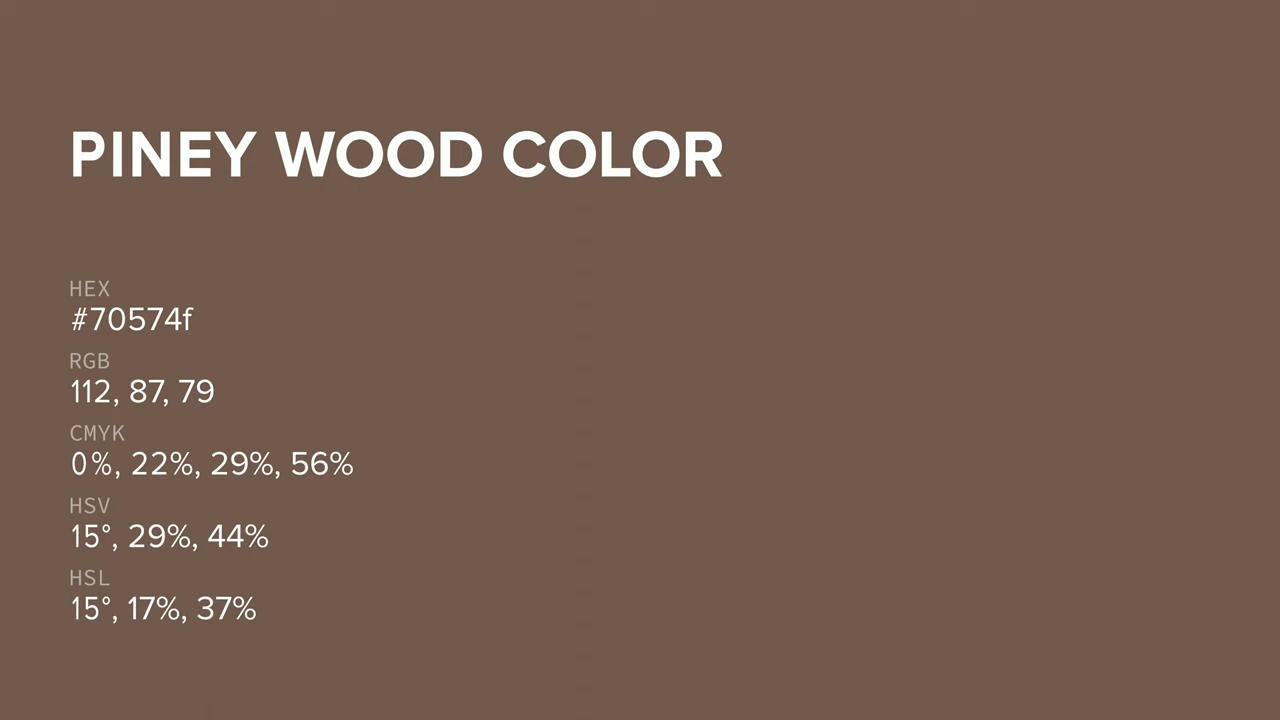 PINEY WOOD COLOR
HEX
#70574f
RGB
112, 87, 79
CMYK
0%, 22%, 29%, 56%
HSV
15°, 29%, 44%
HSL
15°, 17%, 37%